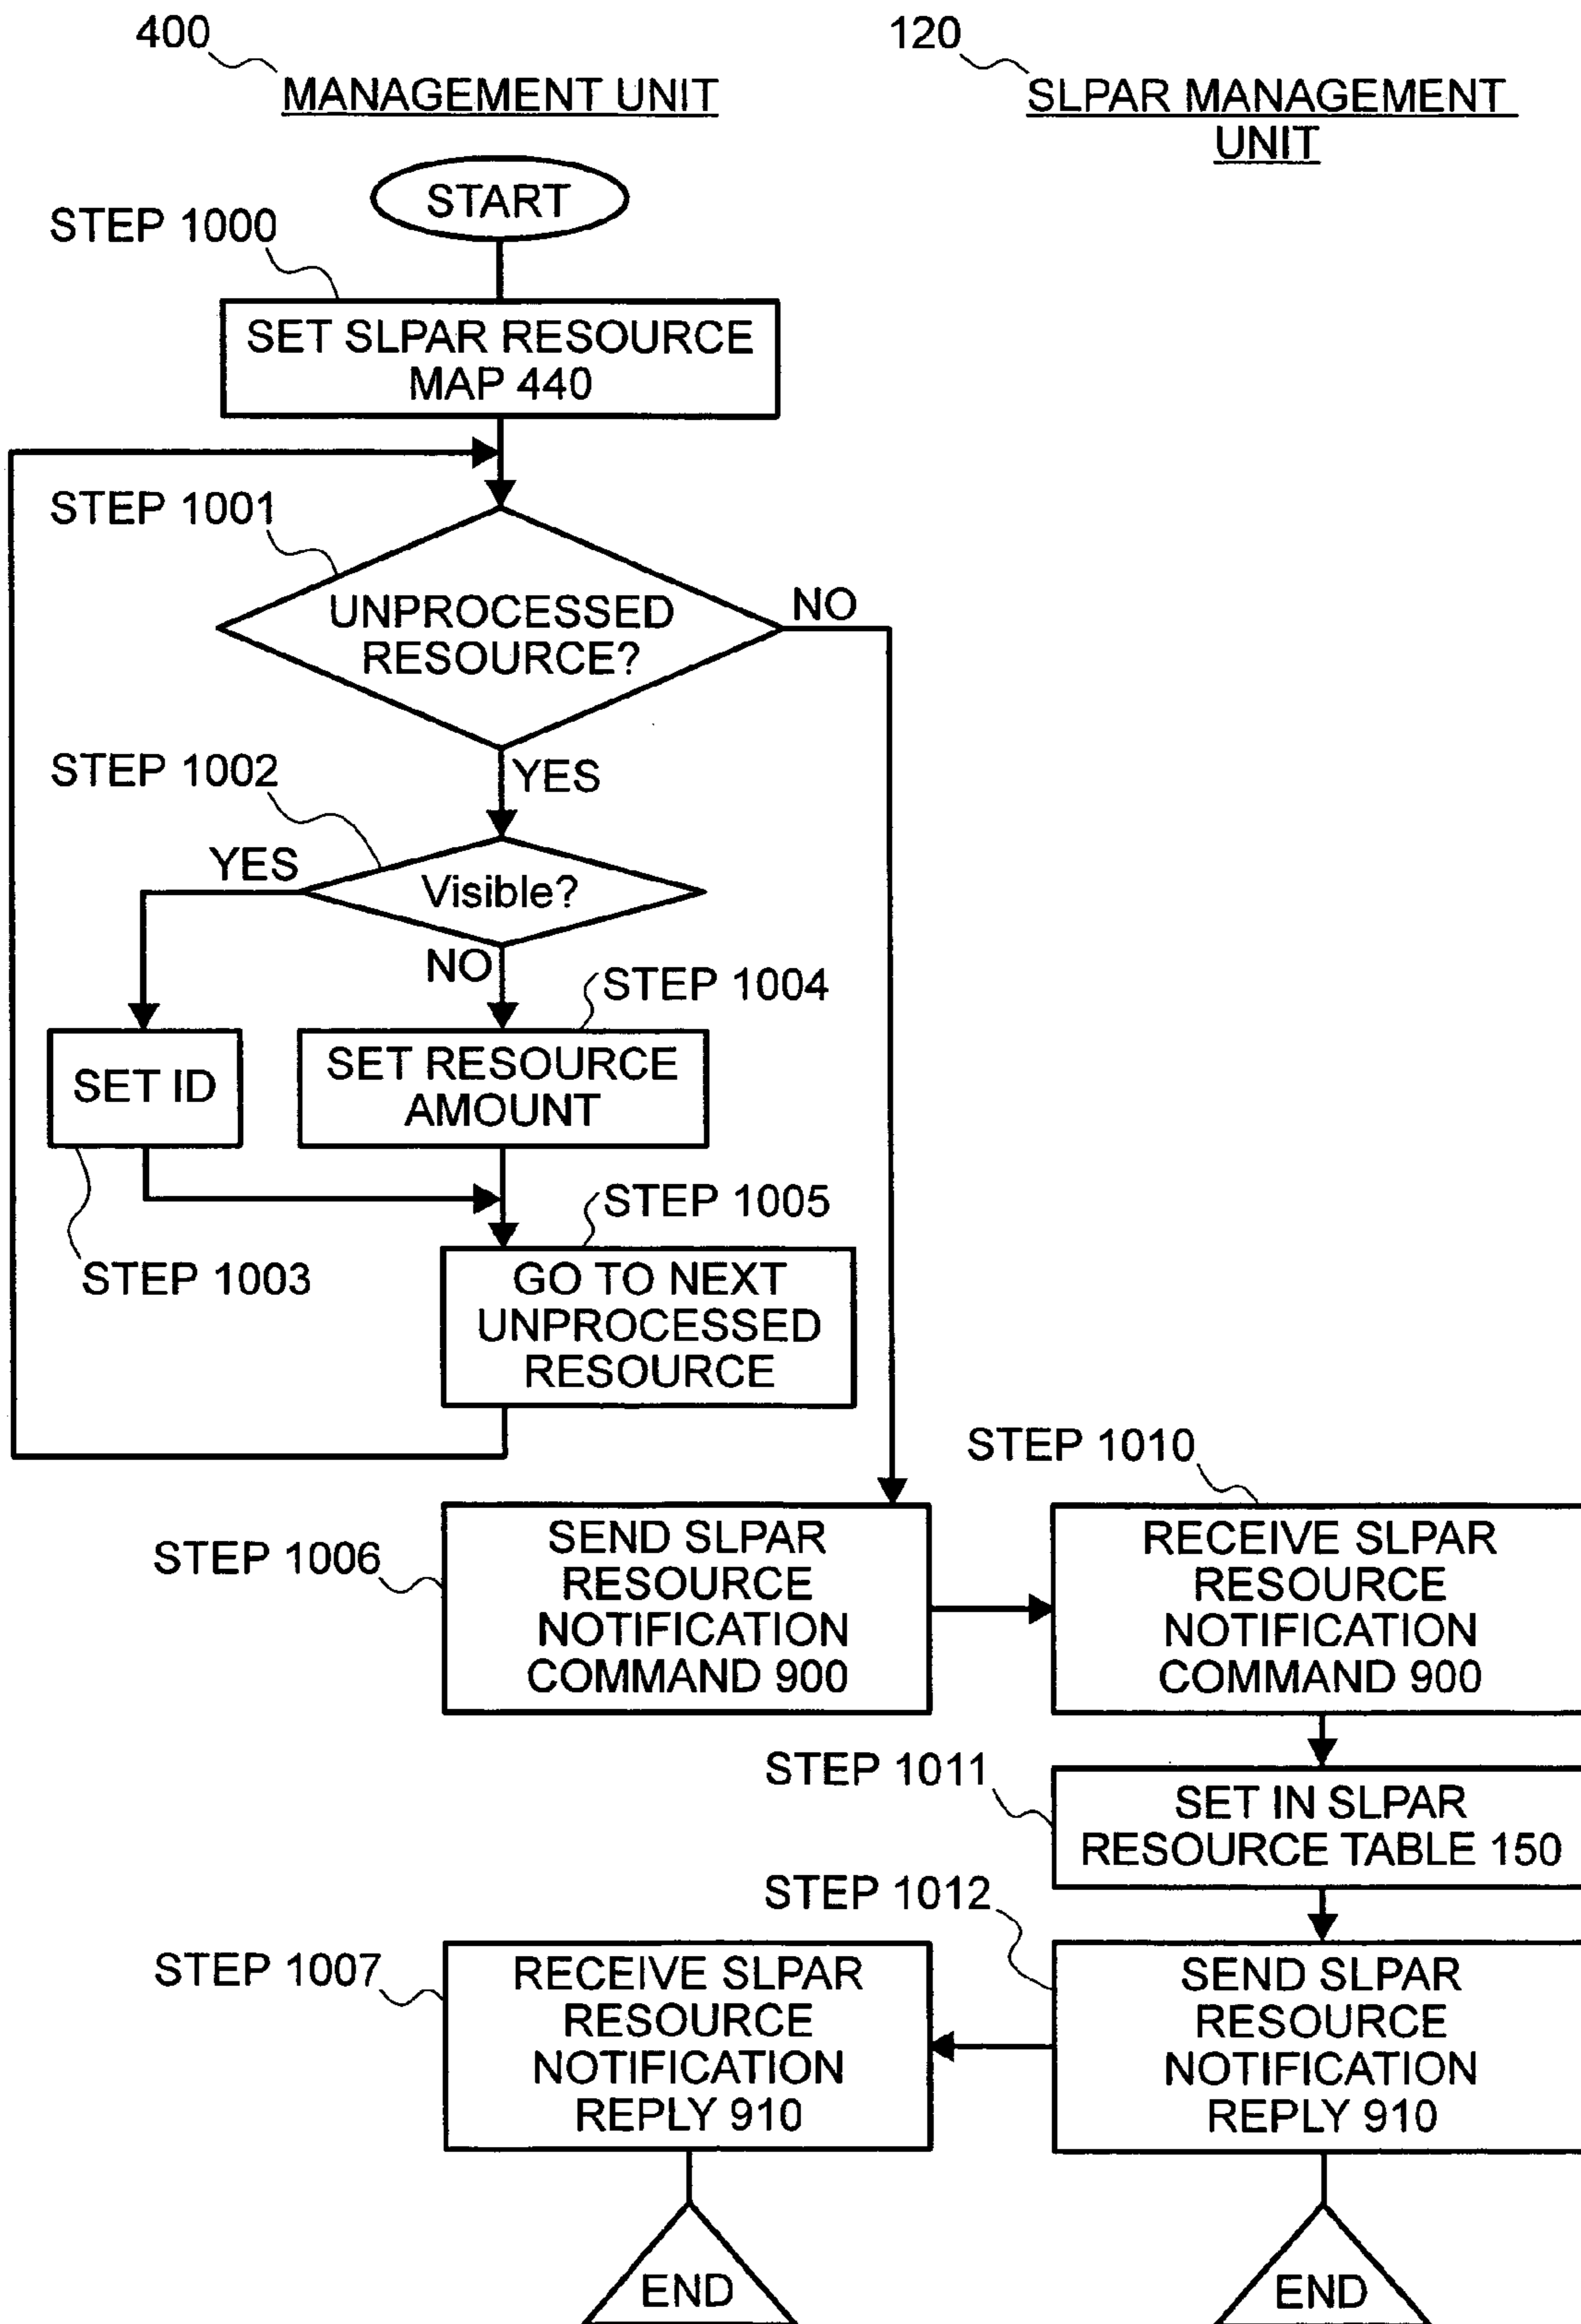 400
MANAGEMENT UNIT
120
SLPAR MANAGEMENT
UNIT
START
STEP 1000
SET SLPAR RESOURCE
MAP 440
STEP 1001
UNPROCESSED
RESOURCE?
NO
YES
STEP 1002
YES
Visible?
NO
STEP 1004
SET ID
SET RESOURCE
AMOUNT
STEP 1003
STEP 1005
GO TO NEXT
UNPROCESSED
RESOURCE
STEP 1006
SEND SLPAR
RESOURCE
NOTIFICATION
COMMAND 900
STEP 1010
RECEIVE SLPAR
RESOURCE
NOTIFICATION
COMMAND 900
STEP 1011
SET IN SLPAR
RESOURCE TABLE 150
STEP 1012
SEND SLPAR
RESOURCE
NOTIFICATION
REPLY 910
STEP 1007
RECEIVE SLPAR
RESOURCE
NOTIFICATION
REPLY 910
END
END